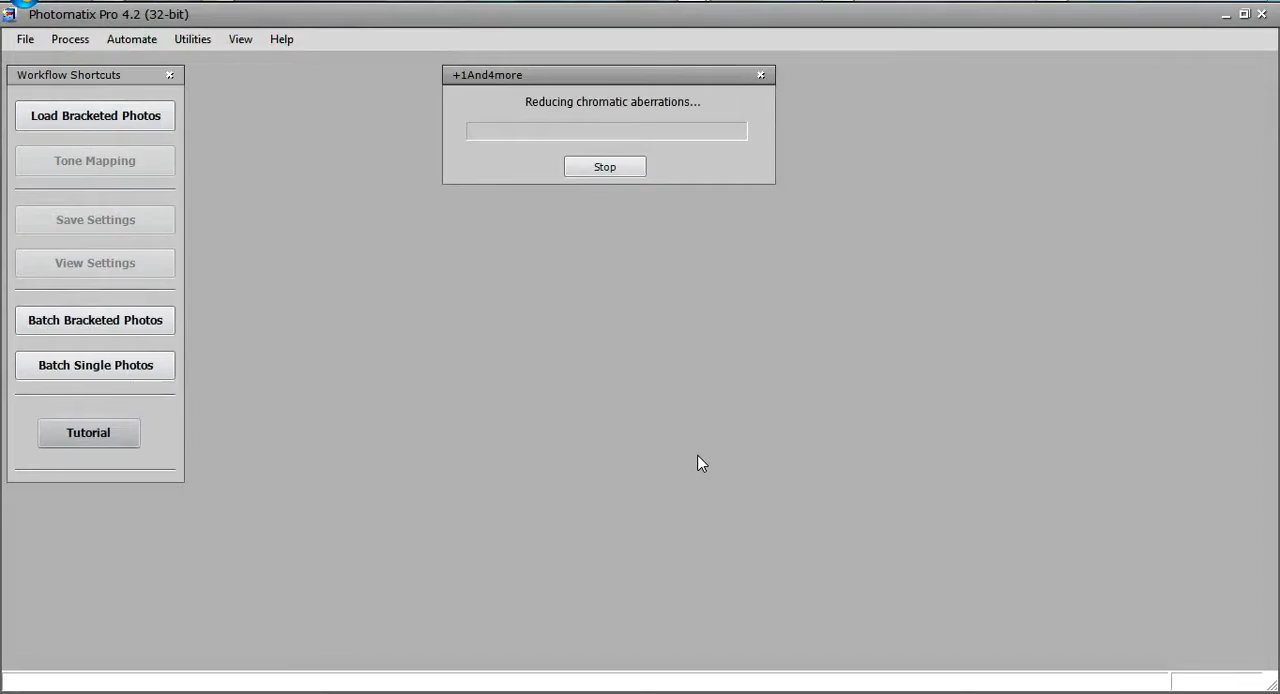 Photomatix Pro 4.2 (32-bit)
File Process Automate Utilities View Help
Workflow Shortcuts
Load Bracketed Photos
Tone Mapping
Save Settings
View Settings
Batch Bracketed Photos
Batch Single Photos
Tutorial
+1And4more
Reducing chromatic aberrations...
Stop